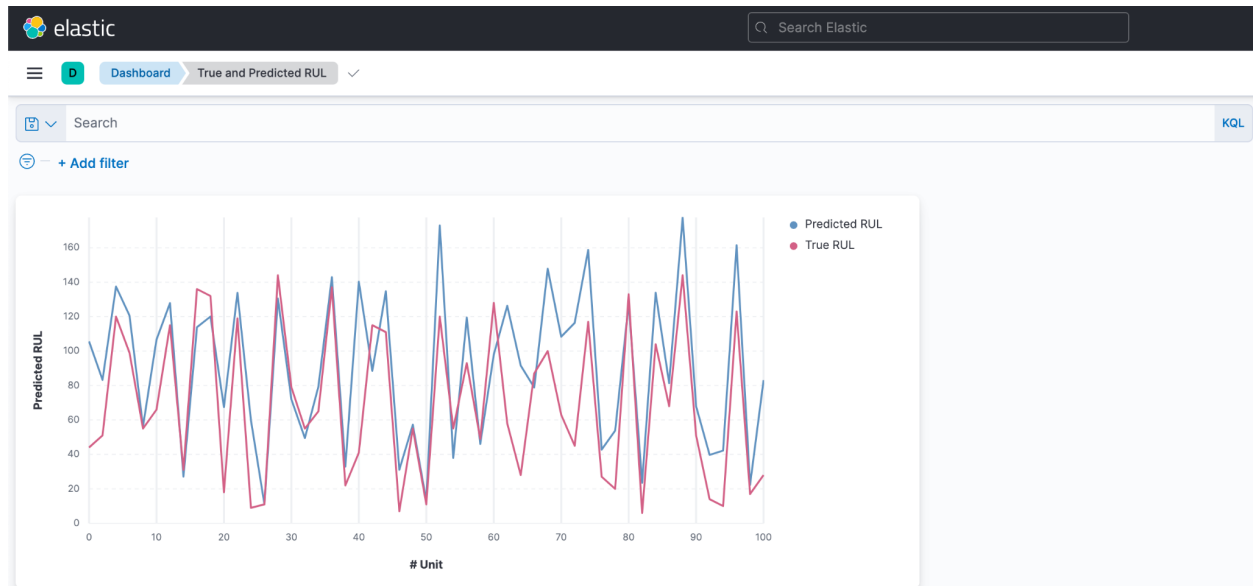 elastic
Search Elastic
D
Dashboard
True and Predicted RUL
Search
KQL
+ Add filter
Predicted RUL
True RUL
Predicted RUL
160
140
120
100
80
60
40
20
0
0 10 20 30 40 50 60 70 80 90 100
# Unit